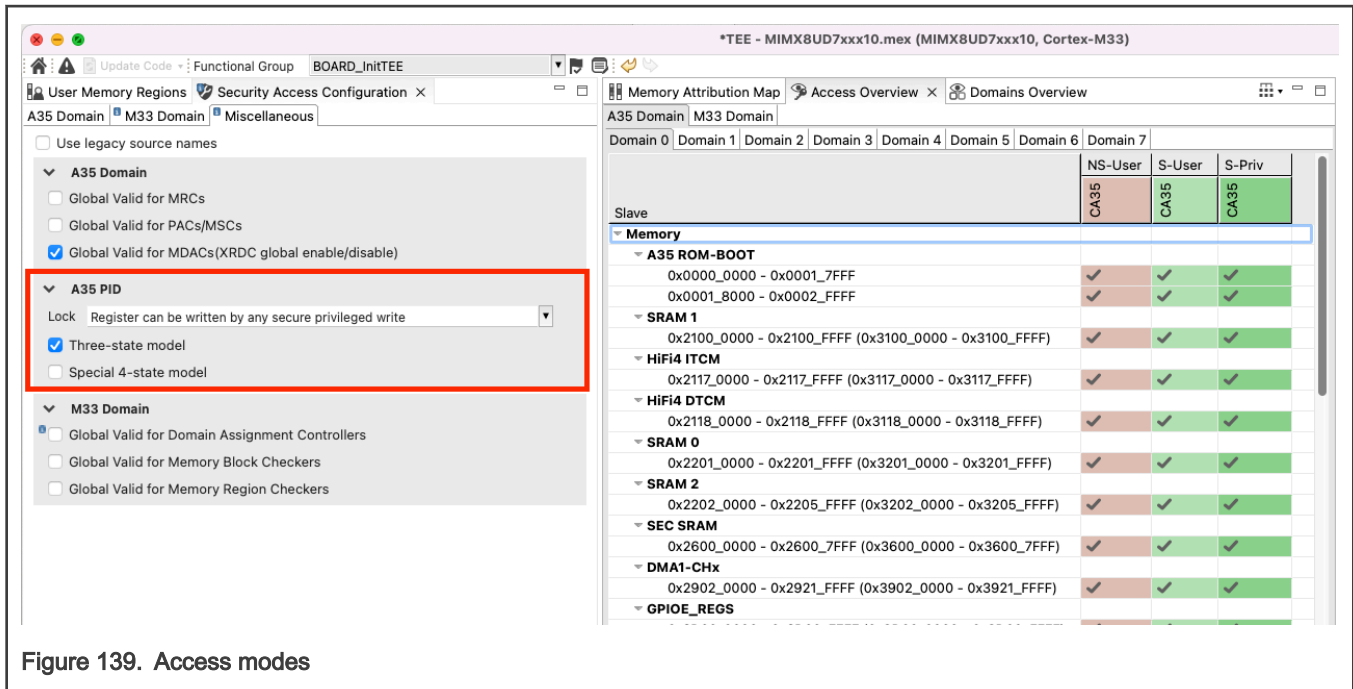 *TEE - MIMX8UD7xxx10.mex (MIMX8UD7xxx10, Cortex-M33)
Update Code Functional Group BOARD_InitTEE
User Memory Regions Security Access Configuration
A35 Domain M33 Domain Miscellaneous
Use legacy source names
A35 Domain
Global Valid for MRCs
Global Valid for PACs/MSCs
Global Valid for MDACs(XRDC global enable/disable)
A35 PID
Lock Register can be written by any secure privileged write
Three-state model
Special 4-state model
M33 Domain
Global Valid for Domain Assignment Controllers
Global Valid for Memory Block Checkers
Global Valid for Memory Region Checkers
Memory Attribution Map Access Overview Domains Overview
A35 Domain M33 Domain
Domain 0 Domain 1 Domain 2 Domain 3 Domain 4 Domain 5 Domain 6 Domain 7
NS-User S-User S-Priv
Slave CA35 CA35 CA35
Memory
A35 ROM-BOOT
0x0000_0000 - 0x0001_7FFF
0x0001_8000 - 0x0002_FFFF
SRAM 1
0x2100_0000 - 0x2100_FFFF (0x3100_0000 - 0x3100_FFFF)
HiFi4 ITCM
0x2117_0000 - 0x2117_FFFF (0x3117_0000 - 0x3117_FFFF)
HiFi4 DTCM
0x2118_0000 - 0x2118_FFFF (0x3118_0000 - 0x3118_FFFF)
SRAM 0
0x2201_0000 - 0x2201_FFFF (0x3201_0000 - 0x3201_FFFF)
SRAM 2
0x2202_0000 - 0x2205_FFFF (0x3202_0000 - 0x3205_FFFF)
SEC SRAM
0x2600_0000 - 0x2600_7FFF (0x3600_0000 - 0x3600_7FFF)
DMA1-CHx
0x2902_0000 - 0x2921_FFFF (0x3902_0000 - 0x3921_FFFF)
GPIOE_REGS
Figure 139. Access modes